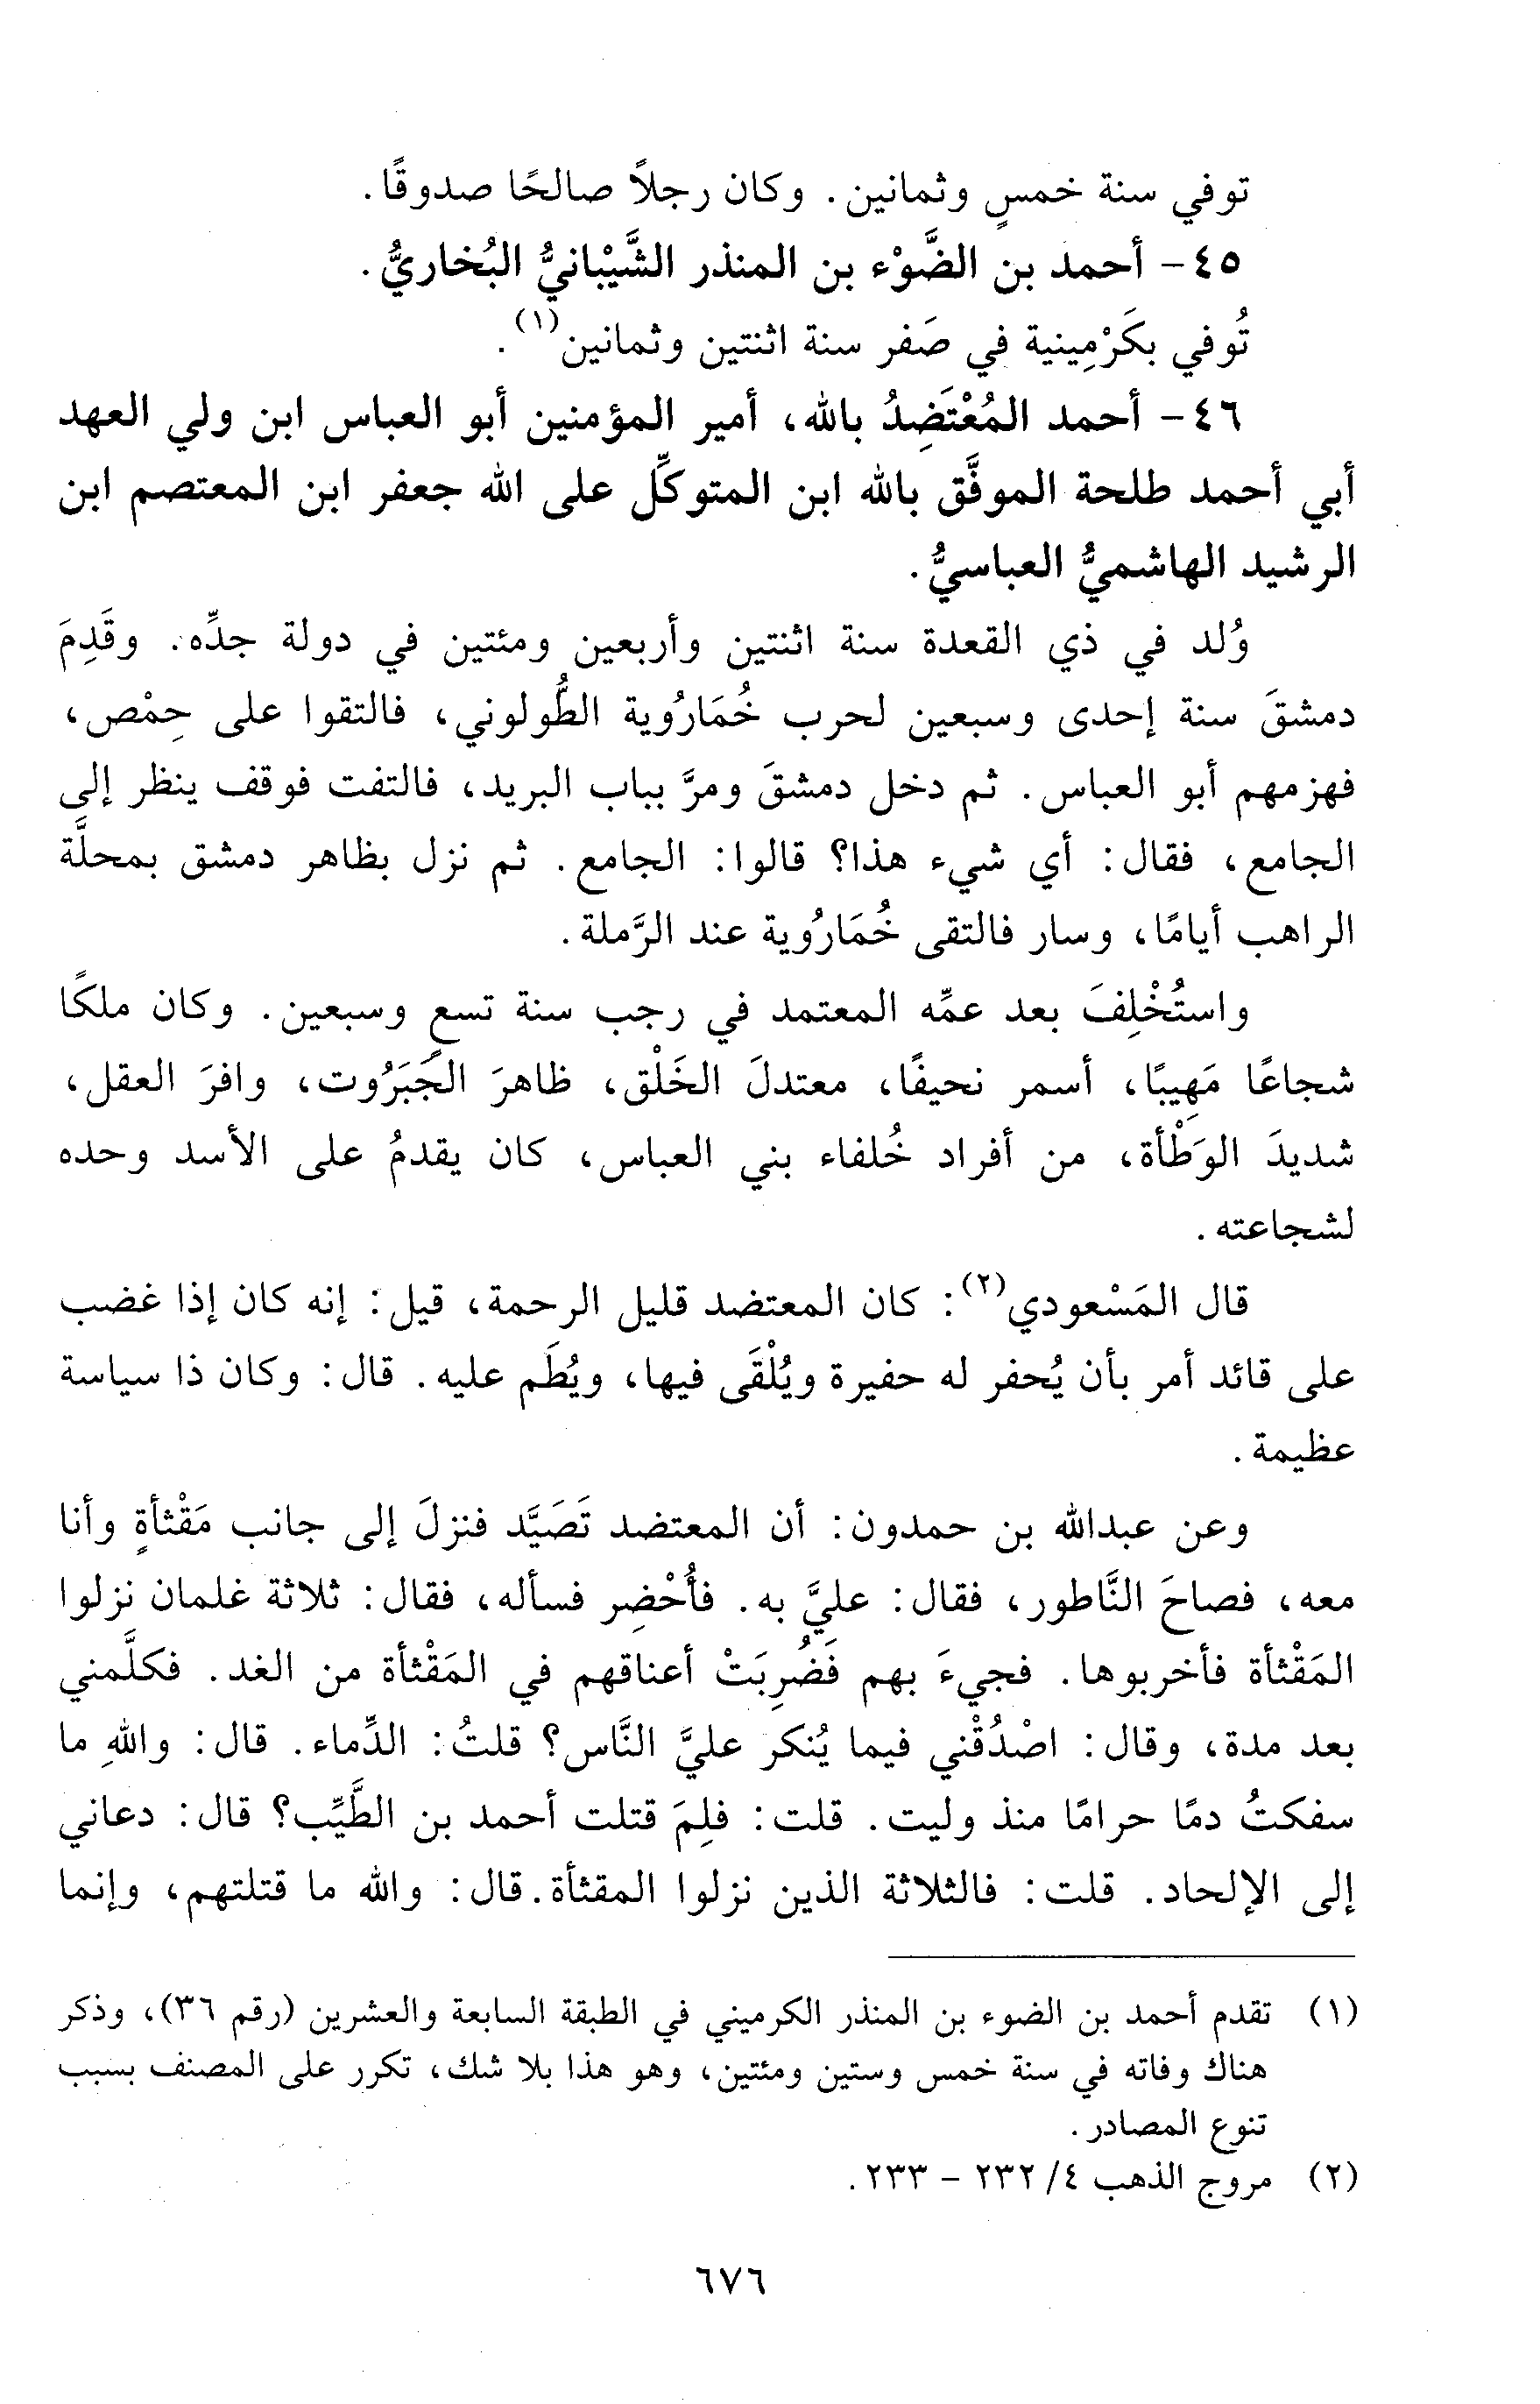 توفي سنة خمسٍ وثمانين. وكان رجلاً صالحًا صدوقًا.
٤٥- أحمد بن الضَّوْء بن المنذر الشَّيْبانيُّ البُخاريُّ.
تُوفي بكَرْمِينية في صَفر سنة اثنتين وثمانين(١).
٤٦- أحمد المُعْتَضِدُ بالله، أمير المؤمنين أبو العباس ابن ولي العهد
أبي أحمد طلحة الموفَّق بالله ابن المتوكِّل على الله جعفر ابن المعتصم ابن
الرشيد الهاشميُّ العباسيُّ.
وُلد في ذي القعدة سنة اثنتين وأربعين ومئتين في دولة جدِّه. وقَدِمَ
دمشقَ سنة إحدى وسبعين لحرب خُمَارُوية الطُّولوني، فالتقوا على حِمْص،
فهزمهم أبو العباس. ثم دخل دمشقَ ومرَّ بباب البريد، فالتفت فوقف ينظر إلى
الجامع، فقال: أي شيء هذا؟ قالوا: الجامع. ثم نزل بظاهر دمشق بمحلَّة
الراهب أيامًا، وسار فالتقى خُمَارُوية عند الرَّملة.
واستُخْلِفَ بعد عمِّه المعتمد في رجب سنة تسعٍ وسبعين. وكان ملكًا
شجاعًا مَهِيبًا، أسمر نحيفًا، معتدلَ الخَلْق، ظاهرَ الجَبَرُوت، وافرَ العقل،
شديدَ الوَطْأة، من أفراد خُلفاء بني العباس، كان يقدمُ على الأسد وحده
لشجاعته.
قال المَسْعودي(٢): كان المعتضد قليل الرحمة، قيل: إنه كان إذا غضب
على قائد أمر بأن يُحفر له حفيرة ويُلْقَى فيها، ويُطَم عليه. قال: وكان ذا سياسة
عظيمة.
وعن عبدالله بن حمدون: أن المعتضد تَصَيَّد فنزلَ إلى جانب مَقْثأةٍ وأنا
معه، فصاحَ النَّاطور، فقال: عليَّ به. فأُحْضِر فسأله، فقال: ثلاثة غلمان نزلوا
المَقْثأة فأخربوها. فجيءَ بهم فَضُرِبَتْ أعناقهم في المَقْثأة من الغد. فكلَّمني
بعد مدة، وقال: اصْدُقْني فيما يُنكر عليَّ النَّاس؟ قلتُ: الدِّماء. قال: واللهِ ما
سفكتُ دمًا حرامًا منذ وليت. قلت: فلِمَ قتلت أحمد بن الطَّيِّب؟ قال: دعاني
إلى الإلحاد. قلت: فالثلاثة الذين نزلوا المقثأة. قال: والله ما قتلتهم، وإنما
(١) تقدم أحمد بن الضوء بن المنذر الكرميني في الطبقة السابعة والعشرين (رقم ٣٦)، وذكر
هناك وفاته في سنة خمس وستين ومئتين، وهو هذا بلا شك، تكرر على المصنف بسبب
تنوع المصادر.
(٢) مروج الذهب ٤/ ٢٣٢ - ٢٣٣.
٦٧٦